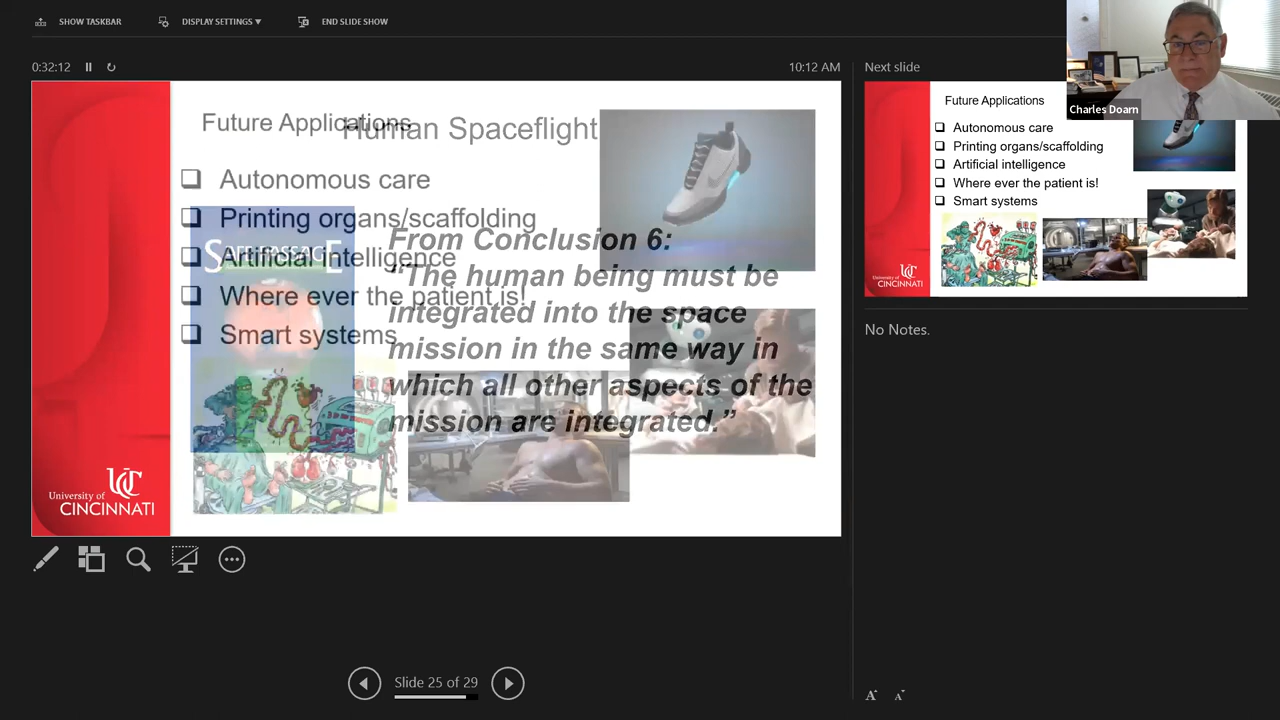 SHOW TASKBAR
DISPLAY SETTINGS ▾
END SLIDE SHOW
0:32:12
10:12 AM
Next slide
Charles Doarn
Future Applications
Human Spaceflight
Autonomous care
Printing organs/scaffolding
Artificial intelligence
Where ever the patient is!
Smart systems
SAFE PASSAGE
From Conclusion 6:
“The human being must be
integrated into the space
mission in the same way in
which all other aspects of the
mission are integrated.”
University of
CINCINNATI
Future Applications
Autonomous care
Printing organs/scaffolding
Artificial intelligence
Where ever the patient is!
Smart systems
University of
CINCINNATI
No Notes.
Slide 25 of 29
A A